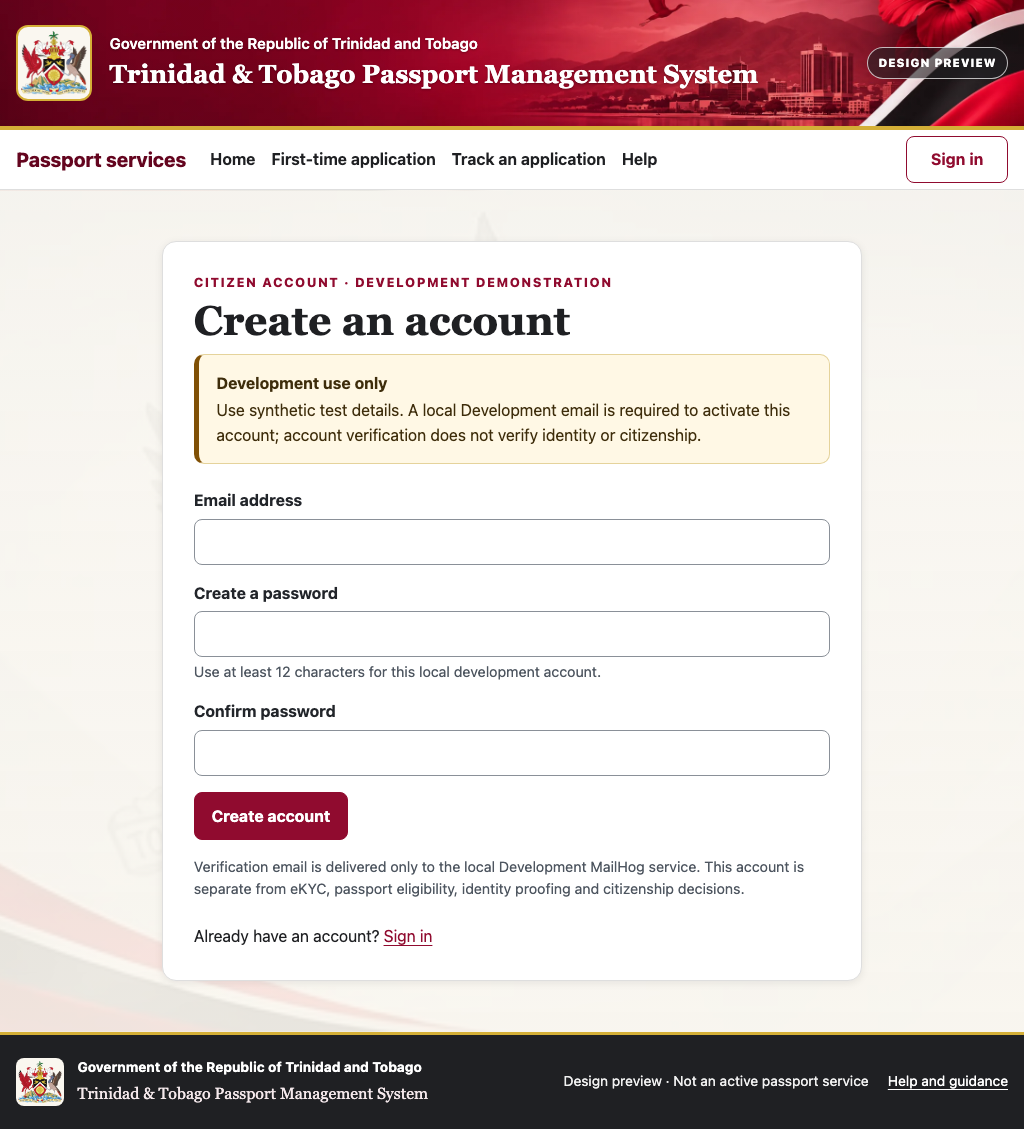 Government of the Republic of Trinidad and Tobago
Trinidad & Tobago Passport Management System
DESIGN PREVIEW
Passport services
Home
First-time application
Track an application
Help
Sign in
CITIZEN ACCOUNT · DEVELOPMENT DEMONSTRATION
Create an account
Development use only
Use synthetic test details. A local Development email is required to activate this
account; account verification does not verify identity or citizenship.
Email address
Create a password
Use at least 12 characters for this local development account.
Confirm password
Create account
Verification email is delivered only to the local Development MailHog service. This account is
separate from eKYC, passport eligibility, identity proofing and citizenship decisions.
Already have an account? Sign in
Government of the Republic of Trinidad and Tobago
Trinidad & Tobago Passport Management System
Design preview · Not an active passport service
Help and guidance